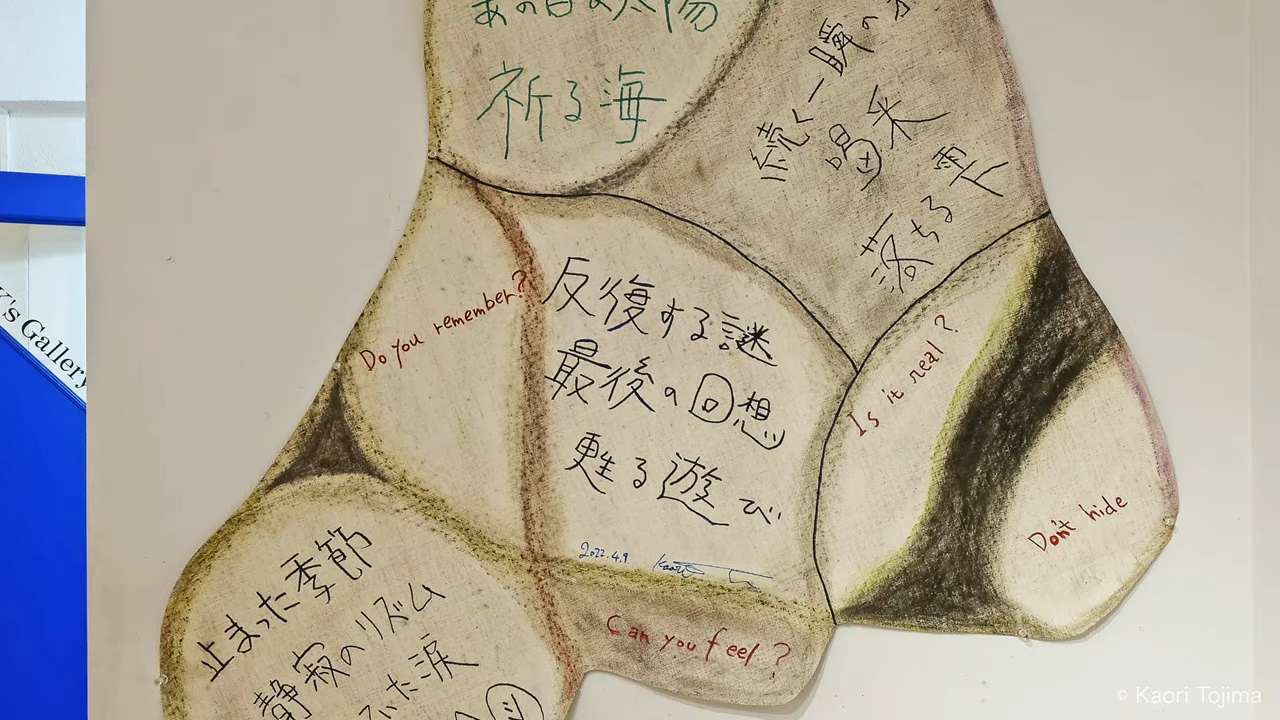 あの日の太陽
祈る海
続く一瞬の
喝采
落ちる雫
Do you remember?
反復する謎
最後の回想
甦る遊び
2022.4.9
Is it real?
Don't hide
Can you feel?
止まった季節
静寂のリズム
涙
K's Gallery
© Kaori Tojima